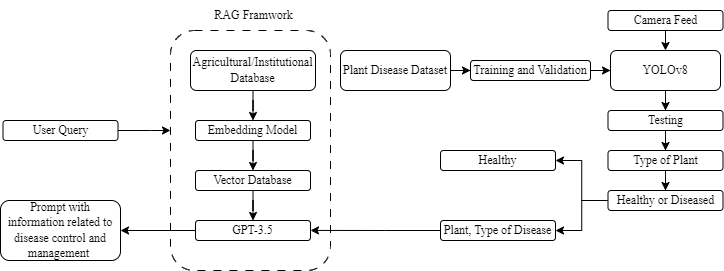 RAG Framwork
Camera Feed
Agricultural/Institutional
Database
Plant Disease Dataset
Training and Validation
YOLOv8
User Query
Embedding Model
Testing
Healthy
Type of Plant
Vector Database
Healthy or Diseased
Prompt with
information related to
disease control and
management
GPT-3.5
Plant, Type of Disease